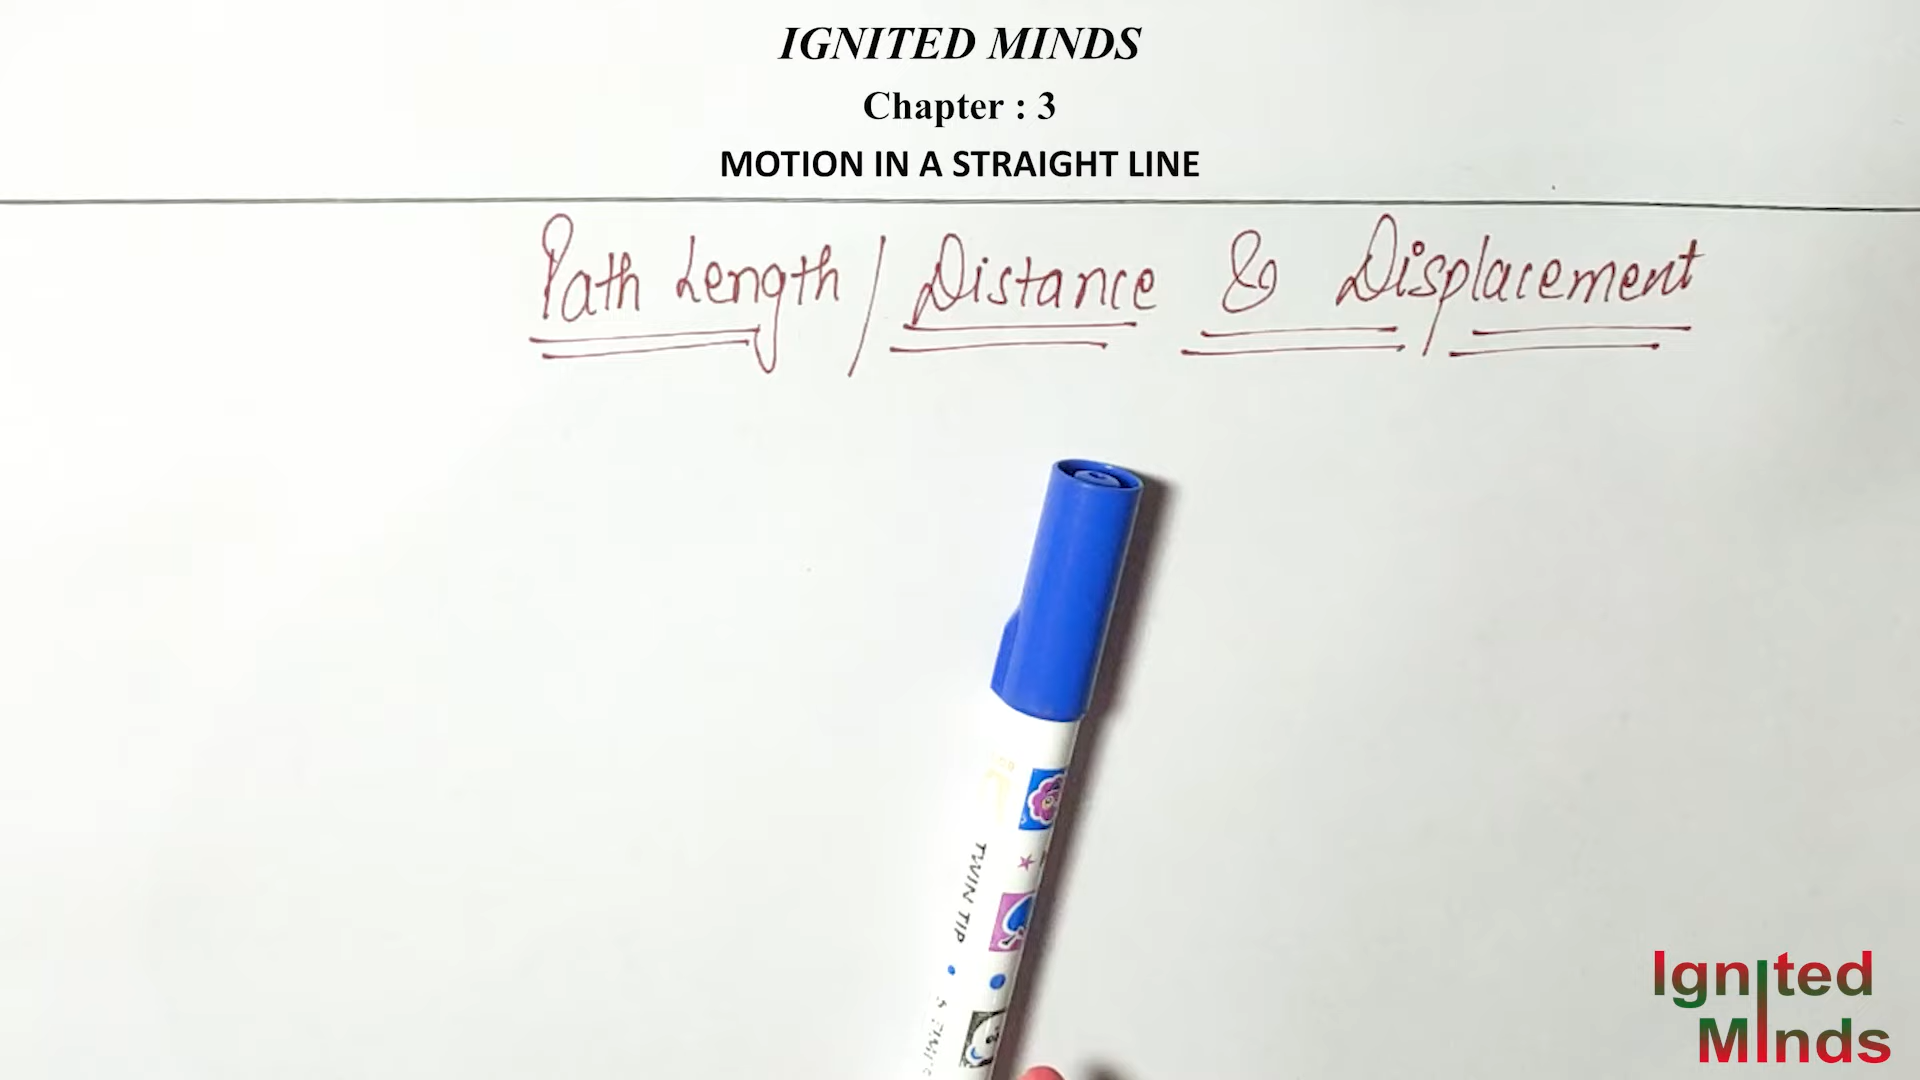 IGNITED MINDS
Chapter : 3
MOTION IN A STRAIGHT LINE
Path Length / Distance & Displacement
TWIN TIP
Ignited
Minds